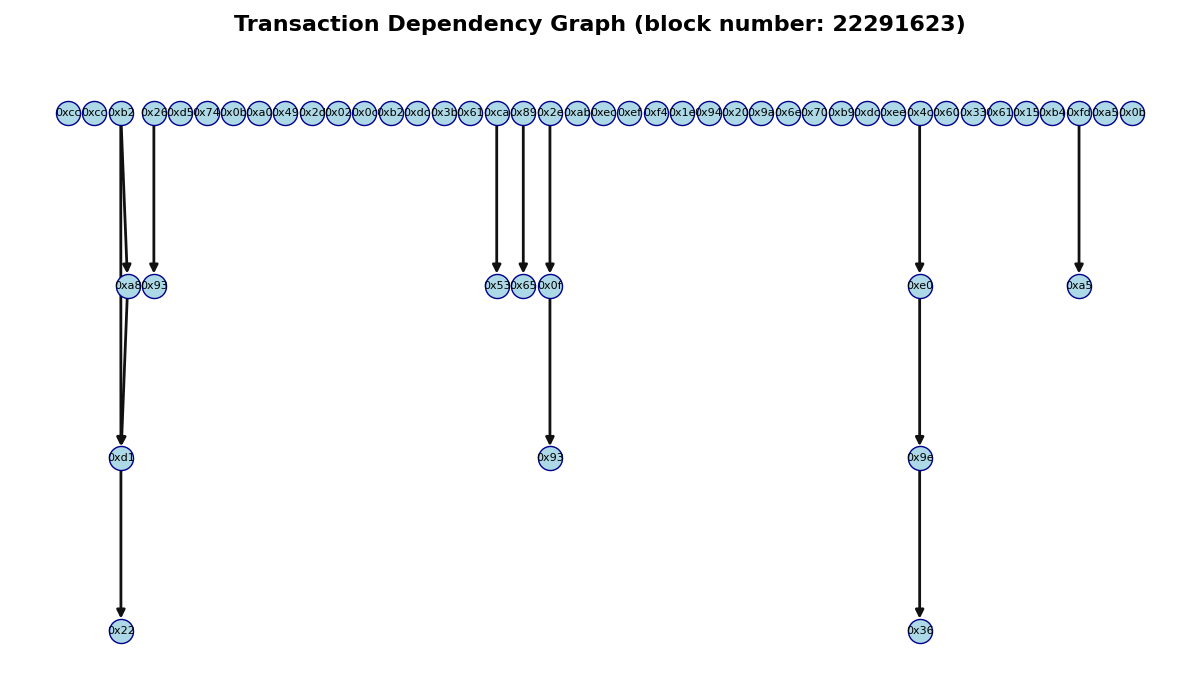 Transaction Dependency Graph (block number: 22291623)
0xcc 0xcc 0xb2 0x26 0xd5 0x74 0x0b 0xa0 0x49 0x2d 0x02 0x0c 0xb2 0xdc 0x3b 0x61 0xca 0x89 0x2e 0xab 0xec 0xef 0xf4 0x1e 0x94 0x20 0x9a 0x6e 0x70 0xb9 0xdc 0xee 0x4c 0x60 0x33 0x61 0x15 0xb4 0xfd 0xa5 0x0b
0xa8 0x93 0x53 0x65 0x0f 0xe0 0xa5
0xd1 0x93 0x9e
0x22 0x36